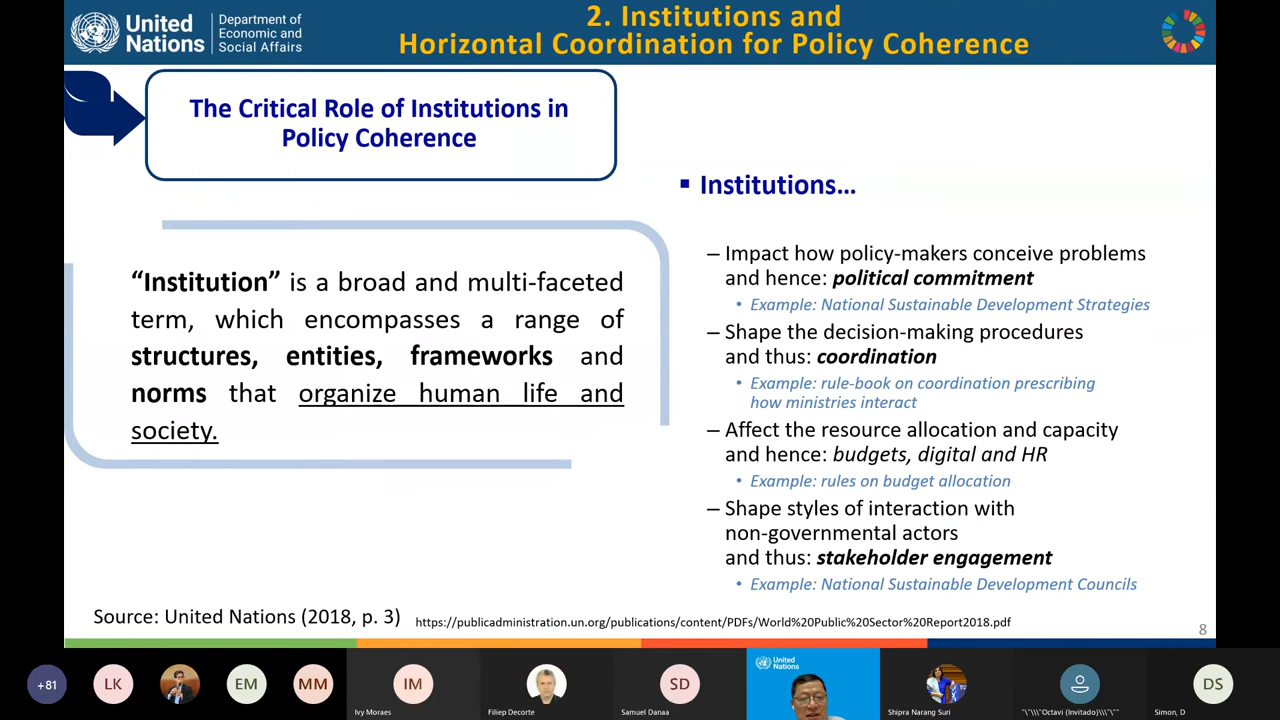 United
Nations
Department of
Economic and
Social Affairs
2. Institutions and
Horizontal Coordination for Policy Coherence
The Critical Role of Institutions in
Policy Coherence
“Institution” is a broad and multi-faceted
term, which encompasses a range of
structures, entities, frameworks and
norms that organize human life and
society.
▪ Institutions…
– Impact how policy-makers conceive problems
and hence: political commitment
• Example: National Sustainable Development Strategies
– Shape the decision-making procedures
and thus: coordination
• Example: rule-book on coordination prescribing
how ministries interact
– Affect the resource allocation and capacity
and hence: budgets, digital and HR
• Example: rules on budget allocation
– Shape styles of interaction with
non-governmental actors
and thus: stakeholder engagement
• Example: National Sustainable Development Councils
Source: United Nations (2018, p. 3) https://publicadministration.un.org/publications/content/PDFs/World%20Public%20Sector%20Report2018.pdf
8
+81
LK
EM
MM
IM
Ivy Moraes
Filiep Decorte
SD
Samuel Danaa
United
Nations
Shipra Narang Suri
"\"\\\"Octavi (Invitado)\\\"\""
DS
Simon, D